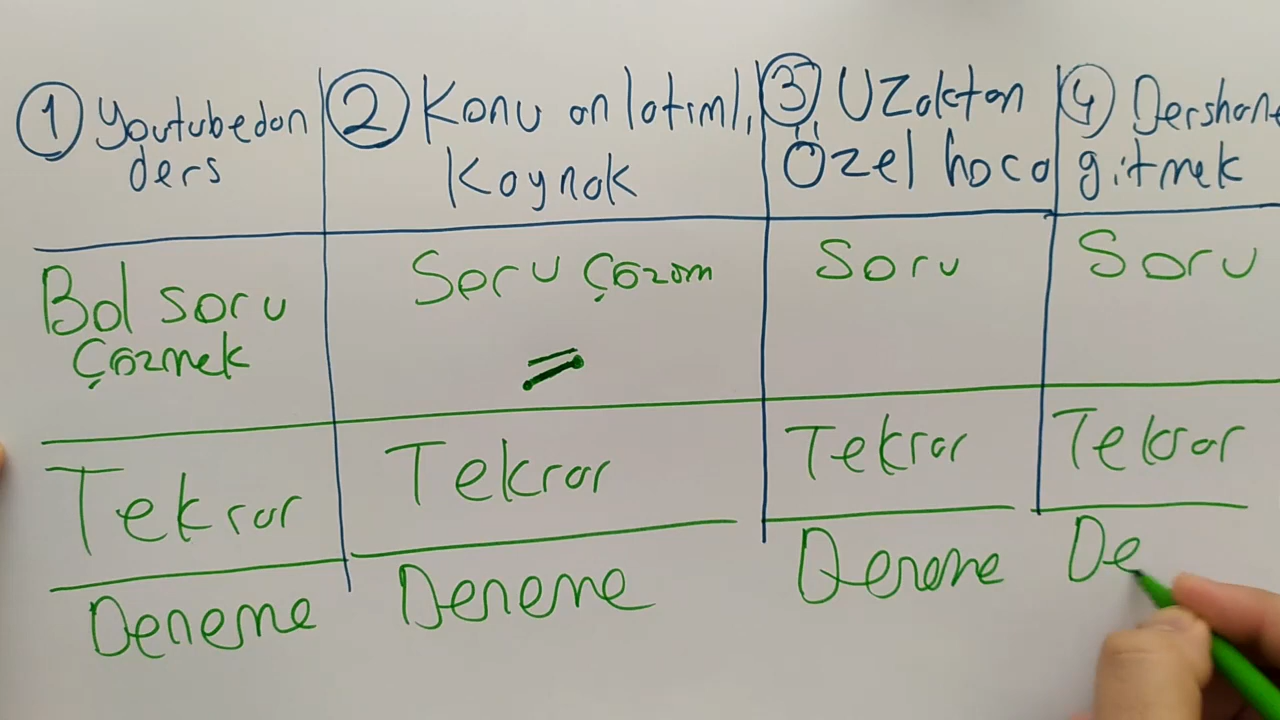 1 Youtubedan
ders
2 Konu anlatımlı
Kaynak
3 Uzaktan
Özel hoca
4 Dershane
gitmek
Bol soru
Çözmek
Soru Çözüm
Soru
Soru
Tekrar
Tekrar
Tekrar
Tekrar
Deneme
Deneme
Deneme
De